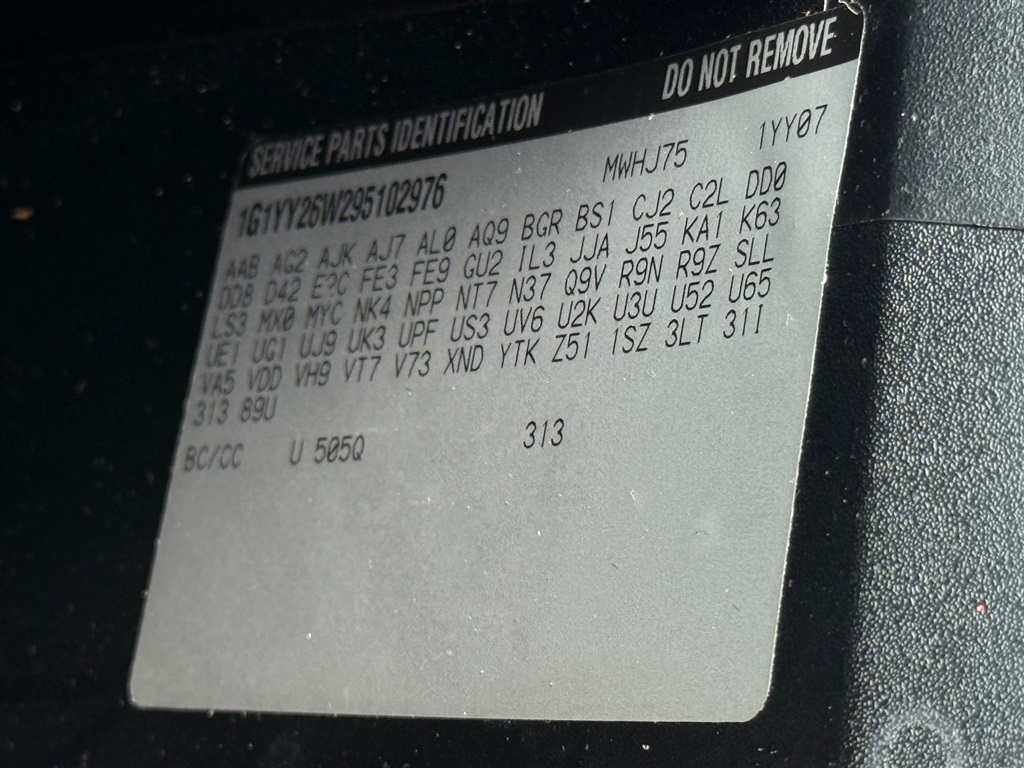 SERVICE PARTS IDENTIFICATION DO NOT REMOVE
1G1YY26W295102976 MWHJ75 1YY07
AAB AG2 AJK AJ7 AL0 AQ9 BGR BS1 CJ2 C2L DD0
DD8 D42 FE3 FE9 GU2 IL3 JJA J55 KA1 K63
LS3 MX0 MYC NK4 NPP NT7 N37 Q9V R9N R9Z SLL
UE1 UG1 UJ9 UK3 UPF US3 UV6 U2K U3U U52 U65
VA5 VDD VH9 VT7 V73 XND YTK Z51 1SZ 3LT 31I
313 89U
BC/CC U 505Q 313